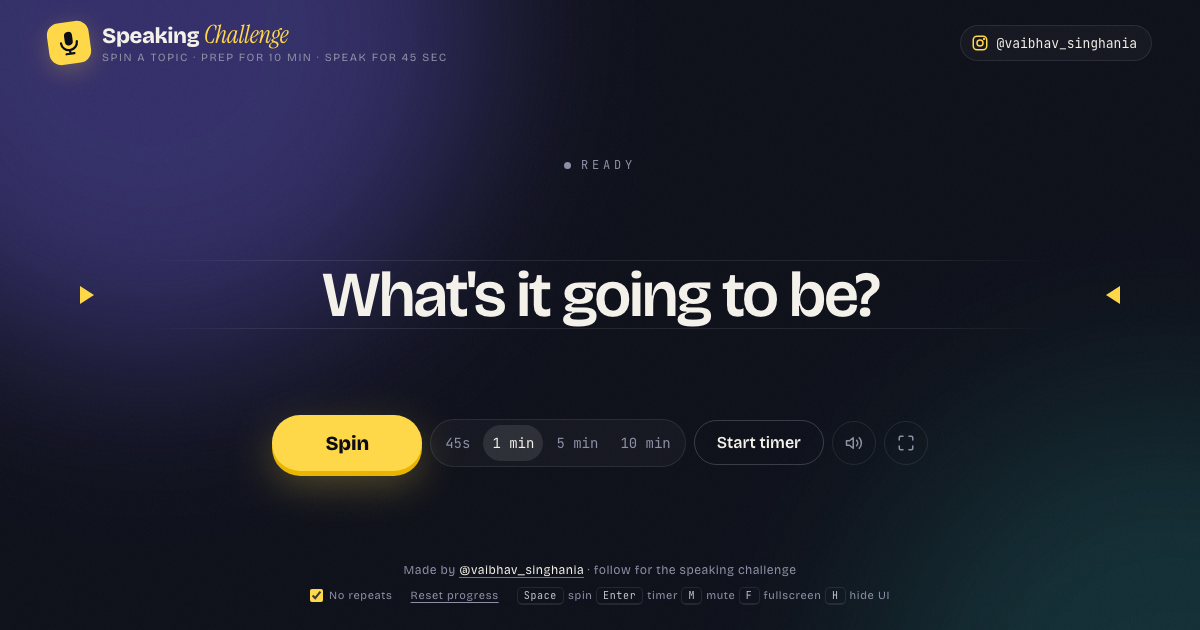 Speaking Challenge
SPIN A TOPIC · PREP FOR 10 MIN · SPEAK FOR 45 SEC
@vaibhav_singhania
READY
What's it going to be?
Spin
45s 1 min 5 min 10 min
Start timer
Made by @vaibhav_singhania · follow for the speaking challenge
No repeats Reset progress Space spin Enter timer M mute F fullscreen H hide UI